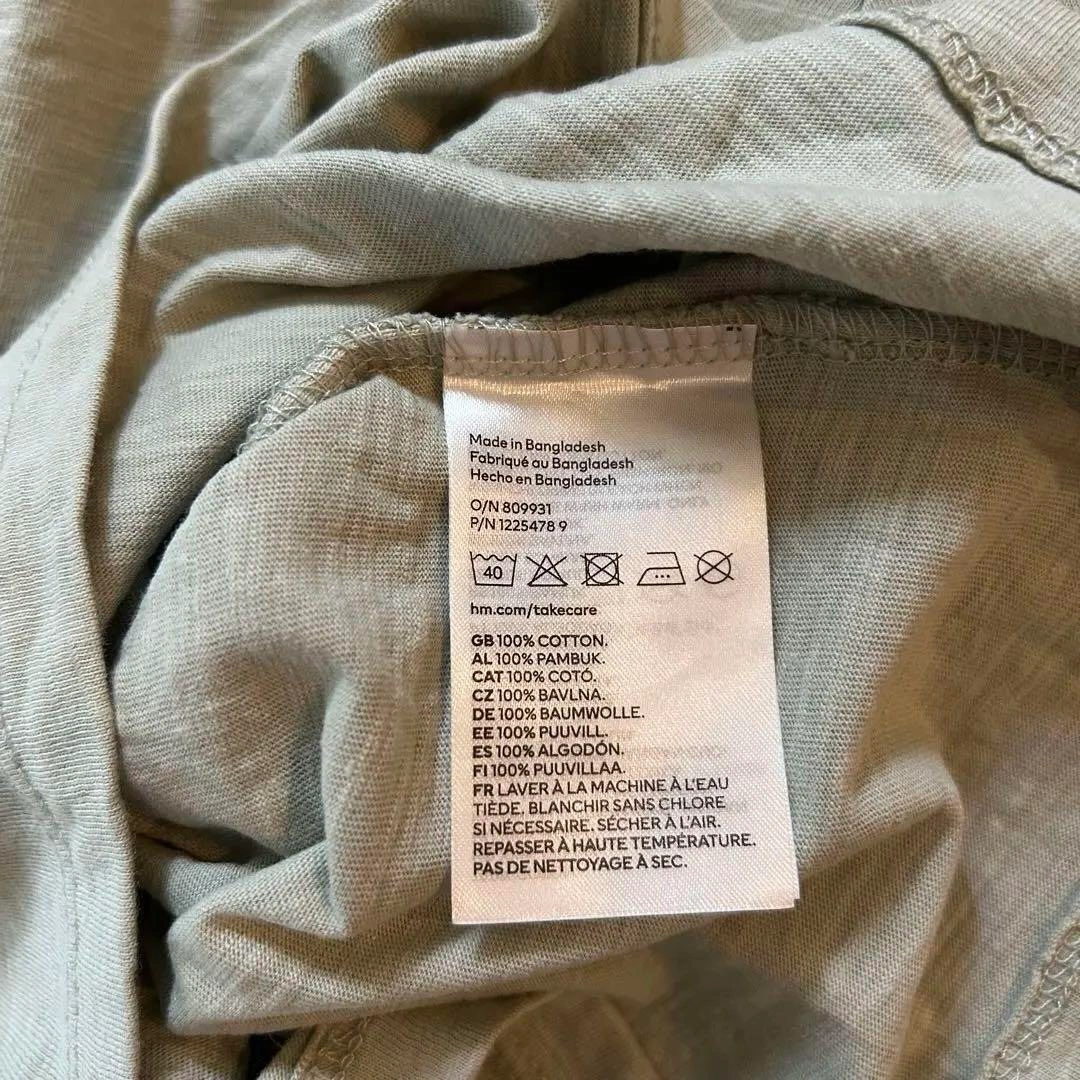 Made in Bangladesh
Fabriqué au Bangladesh
Hecho en Bangladesh
O/N 809931
P/N 1225478 9
40
hm.com/takecare
GB 100% COTTON.
AL 100% PAMBUK.
CAT 100% COTÓ.
CZ 100% BAVLNA.
DE 100% BAUMWOLLE.
EE 100% PUUVILL.
ES 100% ALGODÓN.
FI 100% PUUVILLAA.
FR LAVER À LA MACHINE À L'EAU
TIÈDE. BLANCHIR SANS CHLORE
SI NÉCESSAIRE. SÉCHER À L'AIR.
REPASSER À HAUTE TEMPÉRATURE.
PAS DE NETTOYAGE À SEC.